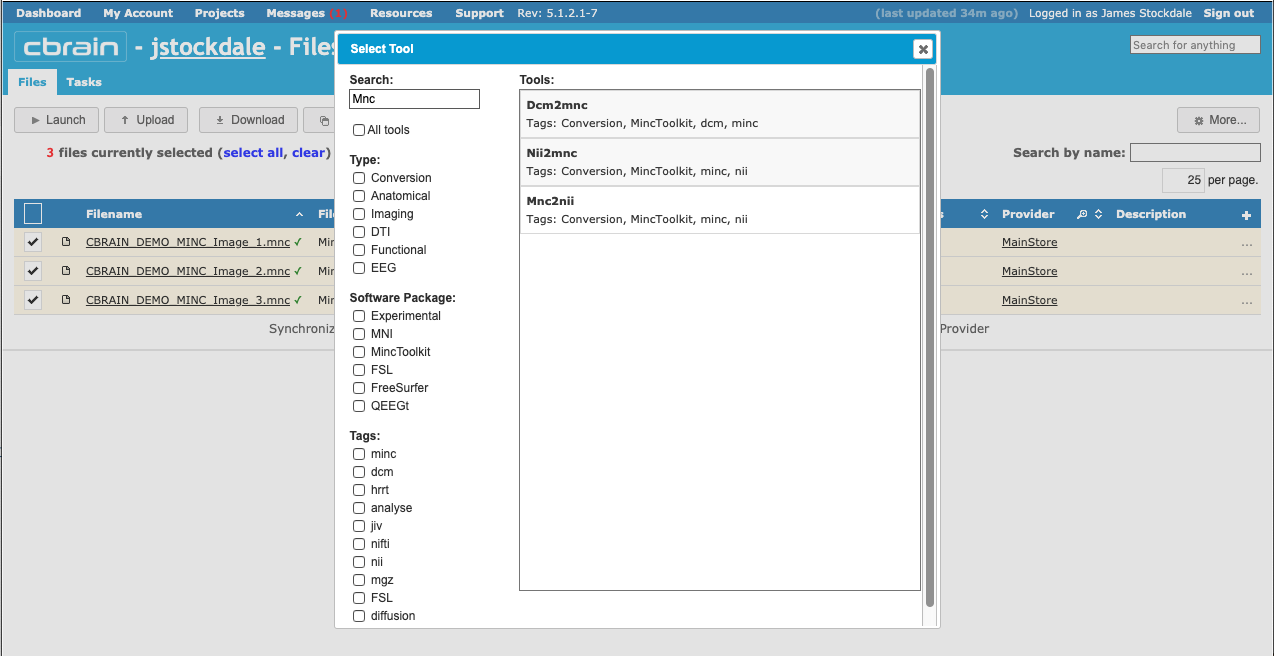 Dashboard My Account Projects Messages (1) Resources Support Rev: 5.1.2.1-7 (last updated 34m ago) Logged in as James Stockdale Sign out
cbrain - jstockdale - Files
Search for anything
Files Tasks
Launch Upload Download More...
3 files currently selected (select all, clear)
Search by name:
25 per page.
Filename Provider Description +
CBRAIN_DEMO_MINC_Image_1.mnc ✓ MainStore ...
CBRAIN_DEMO_MINC_Image_2.mnc ✓ MainStore ...
CBRAIN_DEMO_MINC_Image_3.mnc ✓ MainStore ...
Provider
Select Tool
Search:
Mnc
All tools
Type:
Conversion
Anatomical
Imaging
DTI
Functional
EEG
Software Package:
Experimental
MNI
MincToolkit
FSL
FreeSurfer
QEEGt
Tags:
minc
dcm
hrrt
analyse
jiv
nifti
nii
mgz
FSL
diffusion
Tools:
Dcm2mnc
Tags: Conversion, MincToolkit, dcm, minc
Nii2mnc
Tags: Conversion, MincToolkit, minc, nii
Mnc2nii
Tags: Conversion, MincToolkit, minc, nii